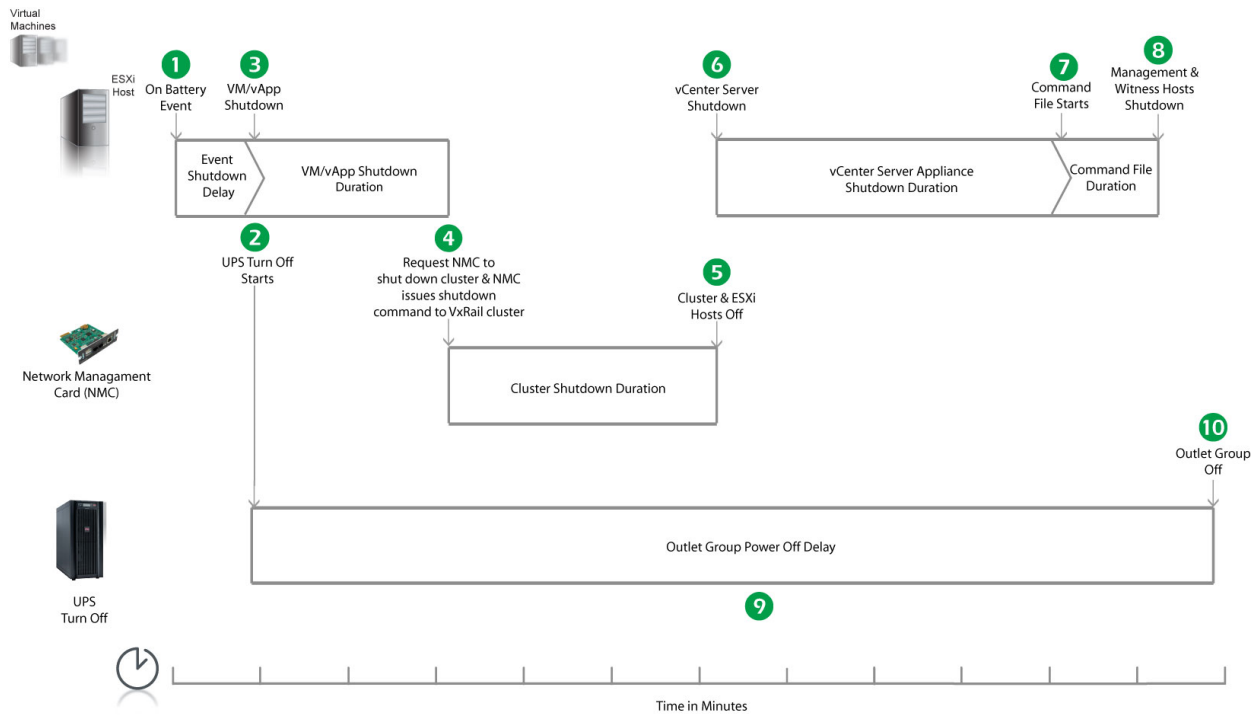 Virtual
Machines
ESXi
Host
1
On Battery
Event
3
VM/vApp
Shutdown
6
vCenter Server
Shutdown
7
Command
File Starts
8
Management &
Witness Hosts
Shutdown
Event
Shutdown
Delay
VM/vApp Shutdown
Duration
vCenter Server Appliance
Shutdown Duration
Command File
Duration
2
UPS Turn Off
Starts
4
Request NMC to
shut down cluster & NMC
issues shutdown
command to VxRail cluster
5
Cluster & ESXi
Hosts Off
Network Managament
Card (NMC)
Cluster Shutdown Duration
10
Outlet Group
Off
Outlet Group Power Off Delay
UPS
Turn Off
9
Time in Minutes